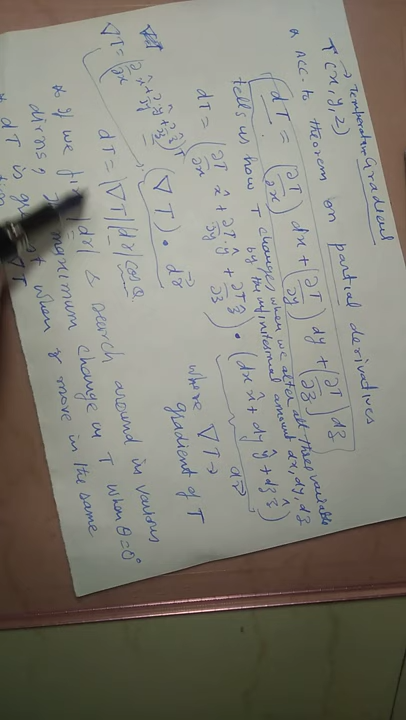 Gradient
T(x,y,z) → Temperature
* Acc. to theorem on partial derivatives
dT = (∂T/∂x) dx + (∂T/∂y) dy + (∂T/∂z) dz
tells us how T changes when we alter all three variables
by the infinitesimal amount dx, dy, dz
dT = (∂T/∂x x̂ + ∂T/∂y ŷ + ∂T/∂z ẑ) • (dx x̂ + dy ŷ + dz ẑ)
dr
(∇T) • dr
where ∇T → gradient of T
∇T = (∂/∂x x̂ + ∂/∂y ŷ + ∂/∂z ẑ) T
dT = |∇T| |dr| cosθ
* If we fix |dr| & search around in various
dirns, maximum change in T when θ=0°
* dT is when & move in the same
∇T